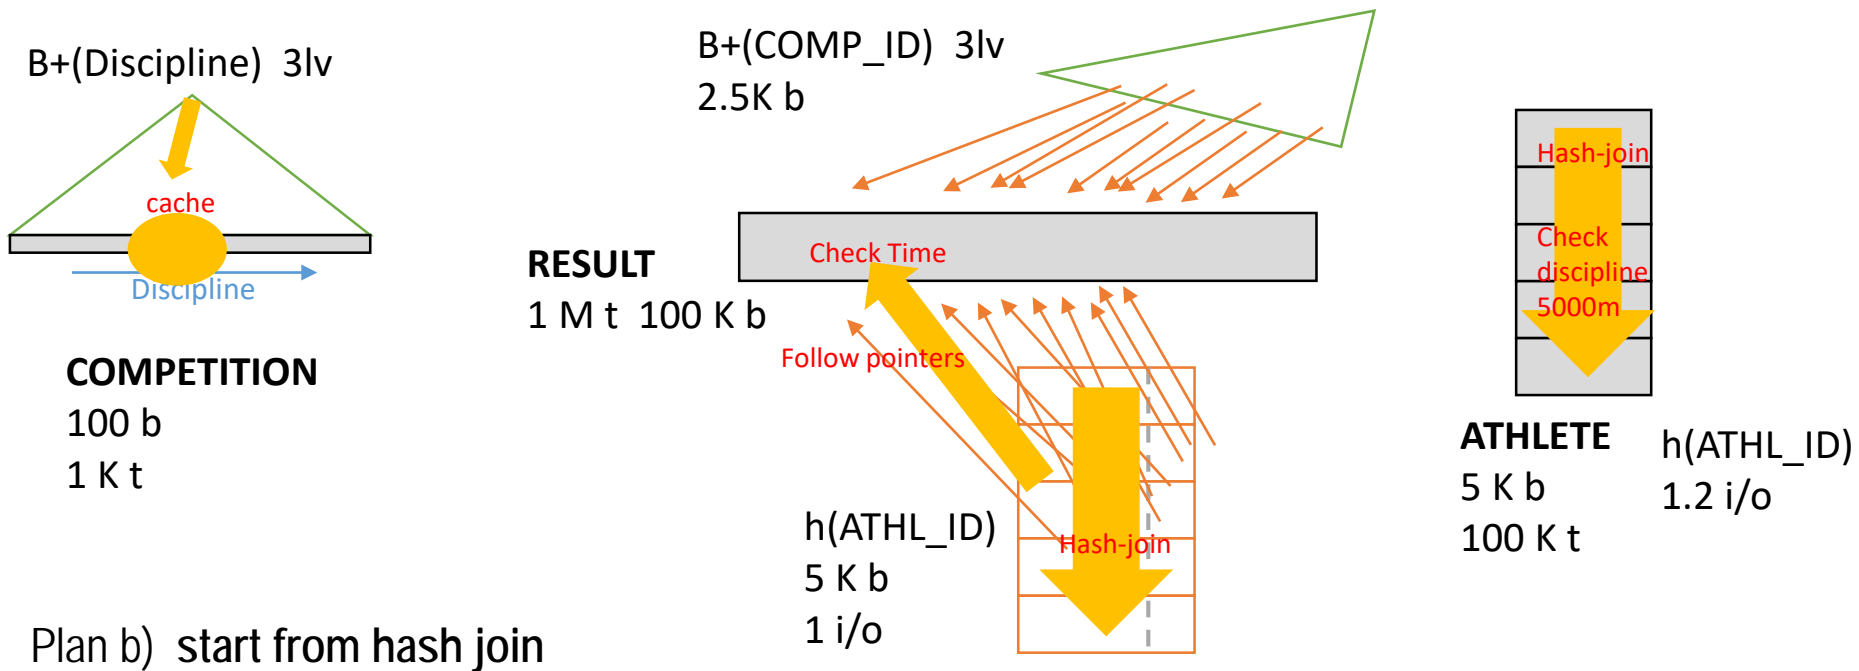 B+(Discipline) 3lv
cache
Discipline
COMPETITION
100 b
1 K t
B+(COMP_ID) 3lv
2.5K b
RESULT
1 M t 100 K b
Check Time
Follow pointers
h(ATHL_ID)
5 K b
1 i/o
Hash-join
Hash-join
Check
discipline
5000m
ATHLETE
5 K b
100 K t
h(ATHL_ID)
1.2 i/o
Plan b) start from hash join